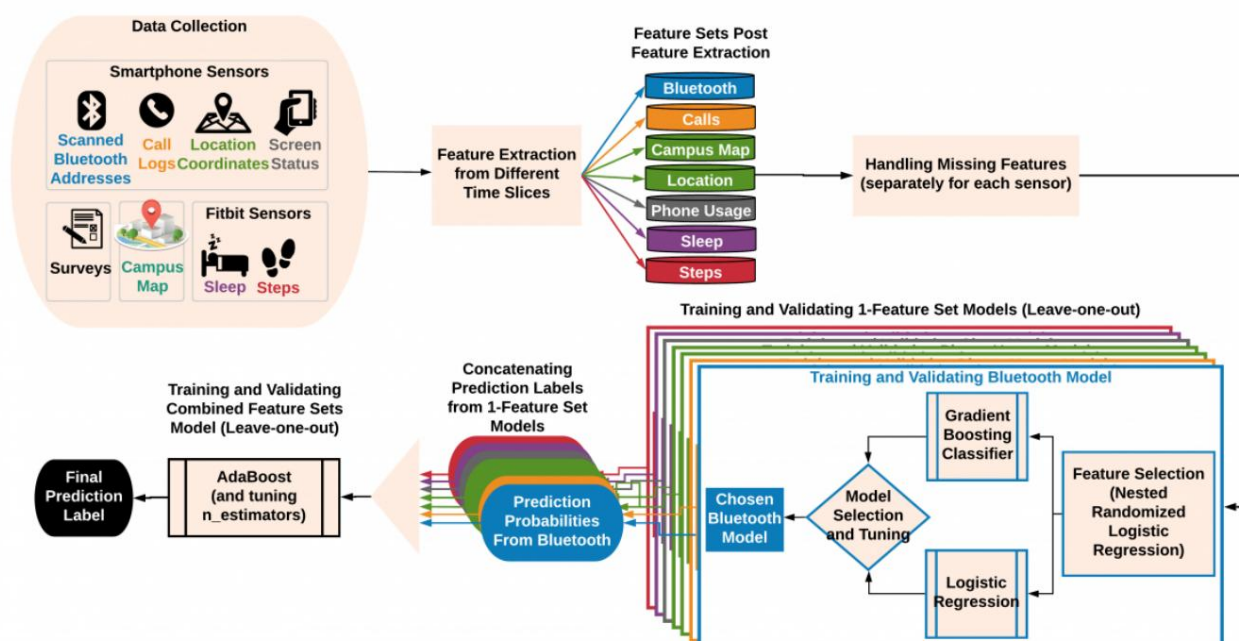 Data Collection
Smartphone Sensors
Scanned
Bluetooth
Addresses
Call
Logs
Location
Coordinates
Screen
Status
Surveys
Campus
Map
Fitbit Sensors
Sleep
Steps
Feature Extraction
from Different
Time Slices
Feature Sets Post
Feature Extraction
Bluetooth
Calls
Campus Map
Location
Phone Usage
Sleep
Steps
Handling Missing Features
(separately for each sensor)
Training and Validating 1-Feature Set Models (Leave-one-out)
Training and Validating Bluetooth Model
Feature Selection
(Nested
Randomized
Logistic
Regression)
Gradient
Boosting
Classifier
Logistic
Regression
Model
Selection
and Tuning
Chosen
Bluetooth
Model
Concatenating
Prediction Labels
from 1-Feature Set
Models
Prediction
Probabilities
From Bluetooth
Training and Validating
Combined Feature Sets
Model (Leave-one-out)
AdaBoost
(and tuning
n_estimators)
Final
Prediction
Label